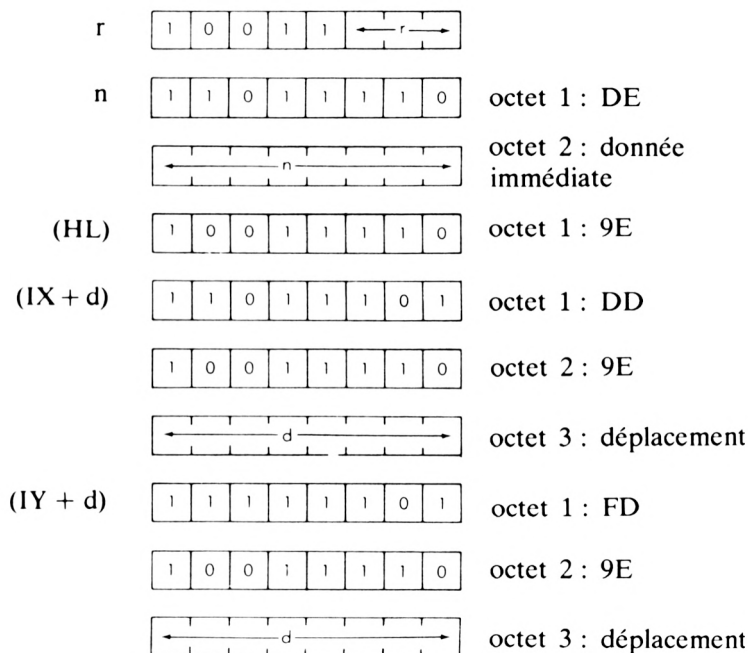 r 1 0 0 1 1 r
n 1 1 0 1 1 1 1 0 octet 1 : DE
n octet 2 : donnée
immédiate
(HL) 1 0 0 1 1 1 1 0 octet 1 : 9E
(IX + d) 1 1 0 1 1 1 0 1 octet 1 : DD
1 0 0 1 1 1 1 0 octet 2 : 9E
d octet 3 : déplacement
(IY + d) 1 1 1 1 1 1 0 1 octet 1 : FD
1 0 0 1 1 1 1 0 octet 2 : 9E
d octet 3 : déplacement